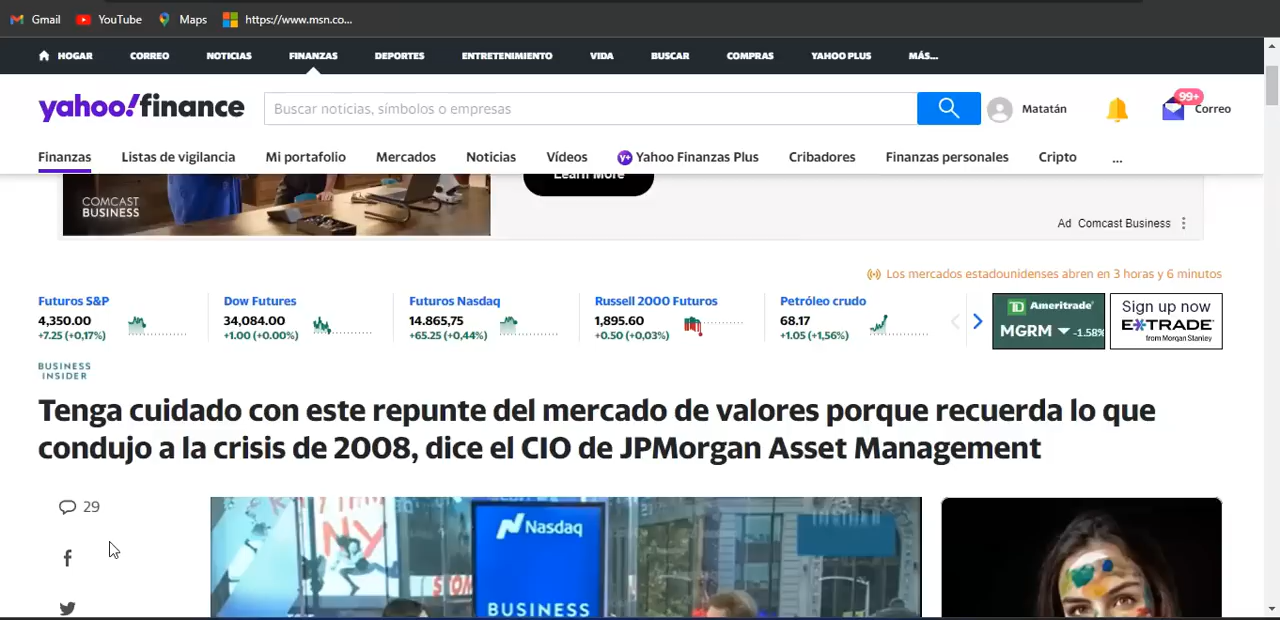 Gmail YouTube Maps https://www.msn.co...
HOGAR CORREO NOTICIAS FINANZAS DEPORTES ENTRETENIMIENTO VIDA BUSCAR COMPRAS YAHOO PLUS MÁS...
yahoo!finance Buscar noticias, símbolos o empresas Matatán 99+ Correo
Finanzas Listas de vigilancia Mi portafolio Mercados Noticias Vídeos Y+ Yahoo Finanzas Plus Cribadores Finanzas personales Cripto ...
Learn More
COMCAST
BUSINESS
Ad Comcast Business
Los mercados estadounidenses abren en 3 horas y 6 minutos
Futuros S&P
4,350.00
+7.25 (+0,17%)
Dow Futures
34,084.00
+1.00 (+0.00%)
Futuros Nasdaq
14.865,75
+65.25 (+0,44%)
Russell 2000 Futuros
1,895.60
+0.50 (+0,03%)
Petróleo crudo
68.17
+1.05 (+1,56%)
TD Ameritrade
MGRM -1.58%
Sign up now
E*TRADE
from Morgan Stanley
BUSINESS
INSIDER
Tenga cuidado con este repunte del mercado de valores porque recuerda lo que
condujo a la crisis de 2008, dice el CIO de JPMorgan Asset Management
29
Nasdaq
NY
BUSINESS